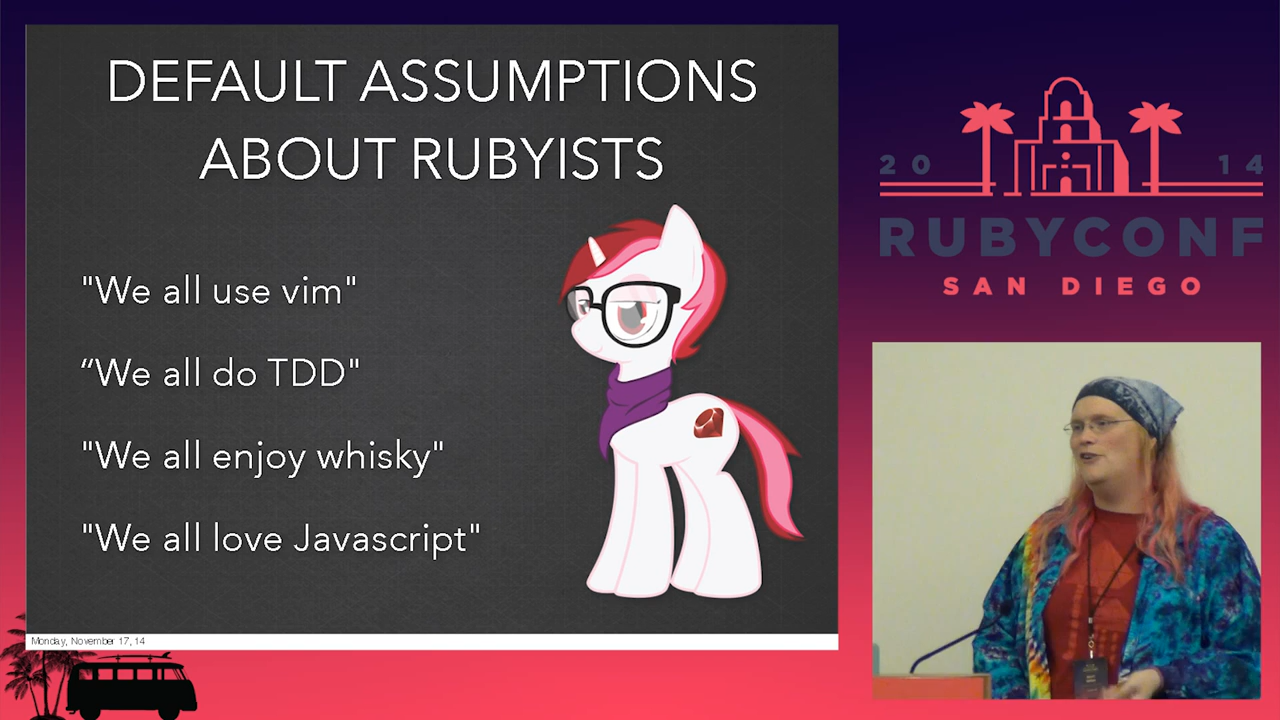 DEFAULT ASSUMPTIONS
ABOUT RUBYISTS
"We all use vim"
“We all do TDD"
"We all enjoy whisky"
"We all love Javascript"
Monday, November 17, 14
20 14
RUBYCONF
SAN DIEGO